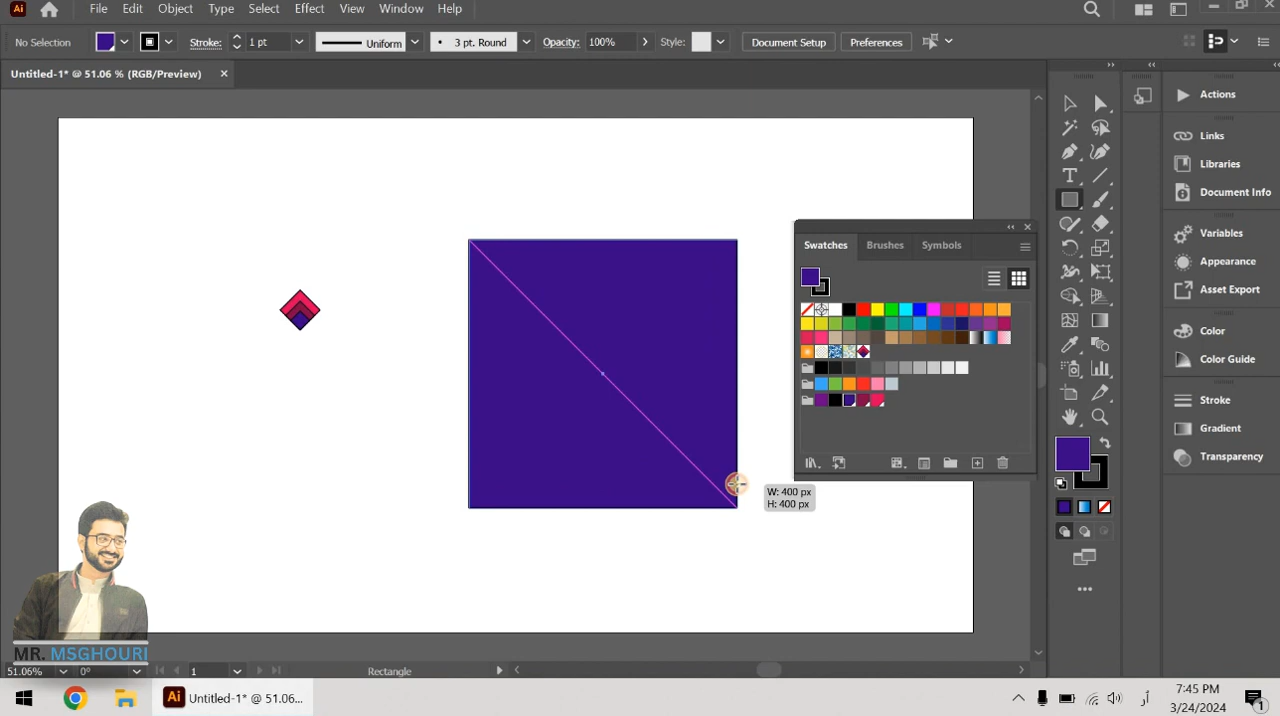 Ai File Edit Object Type Select Effect View Window Help
No Selection Stroke: 1 pt Uniform 3 pt. Round Opacity: 100% Style: Document Setup Preferences
Untitled-1* @ 51.06 % (RGB/Preview) ×
Actions
Links
Libraries
Document Info
Variables
Appearance
Asset Export
Color
Color Guide
Stroke
Gradient
Transparency
Swatches Brushes Symbols
W: 400 px
H: 400 px
MR. MSGHOURI
51.06% 0° 1 Rectangle
Ai Untitled-1* @ 51.06...
7:45 PM
3/24/2024
1